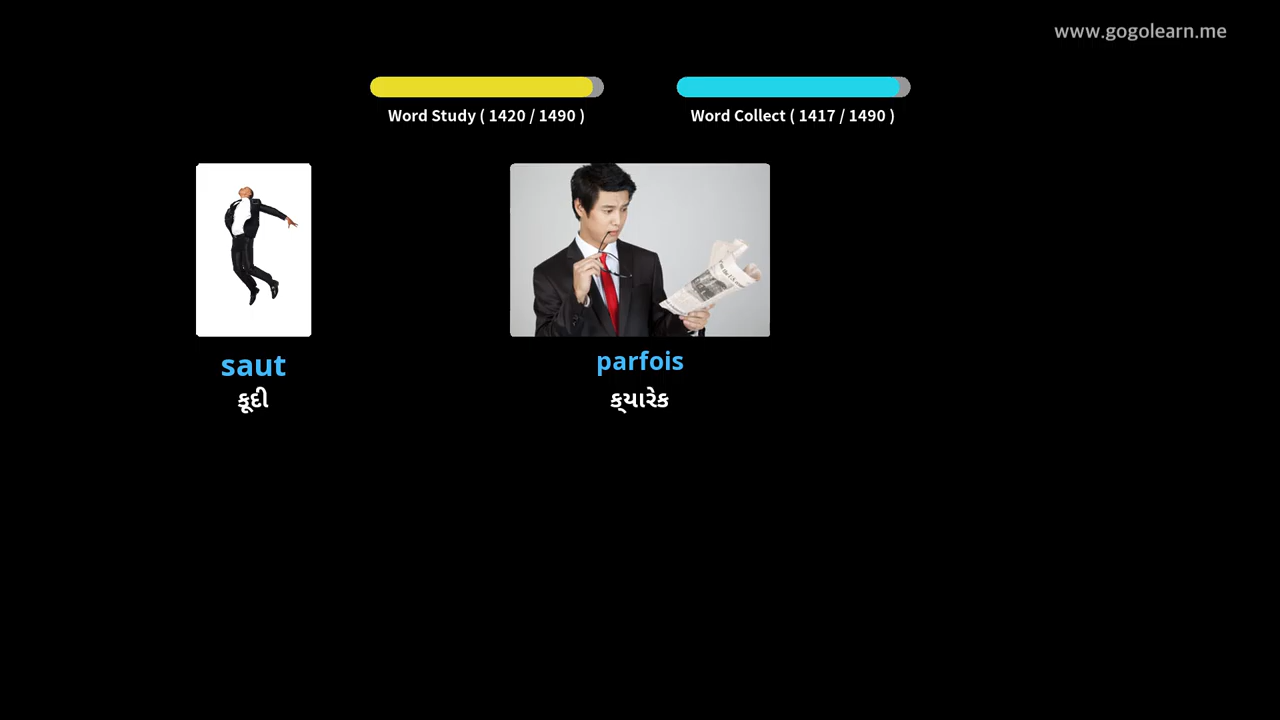 www.gogolearn.me
Word Study ( 1420 / 1490 )
Word Collect ( 1417 / 1490 )
saut
parfois
કૂદી
ક્યારેક